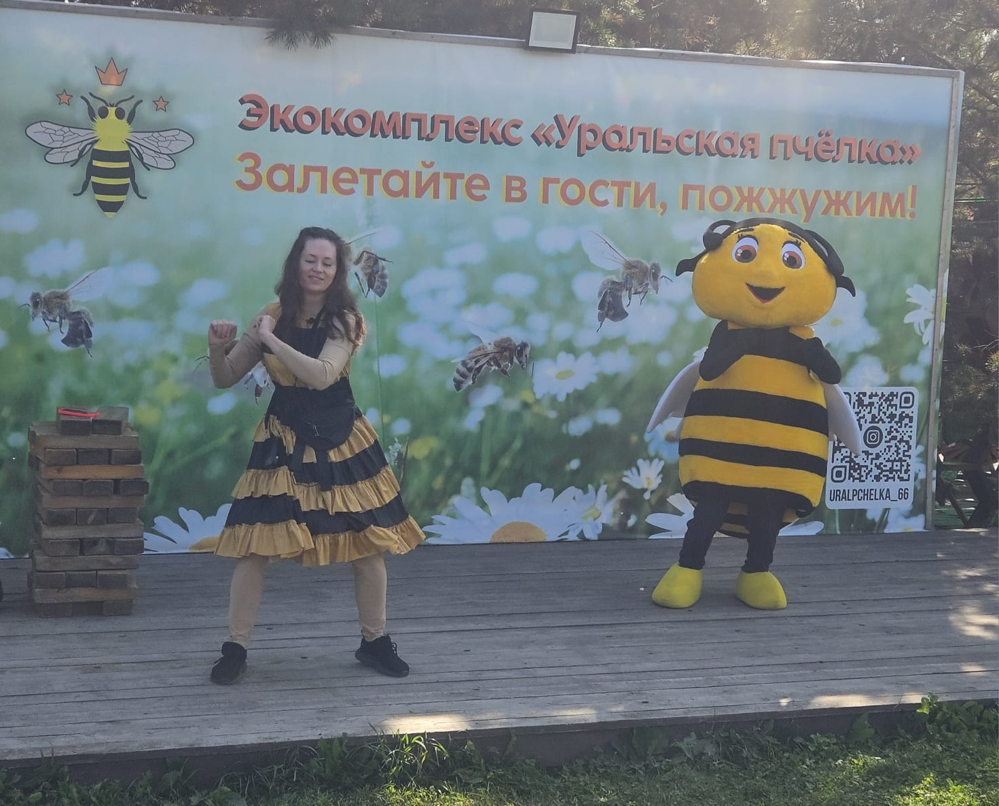 Экокомплекс «Уральская пчёлка»
Залетайте в гости, пожжужим!
URALPCHELKA_66